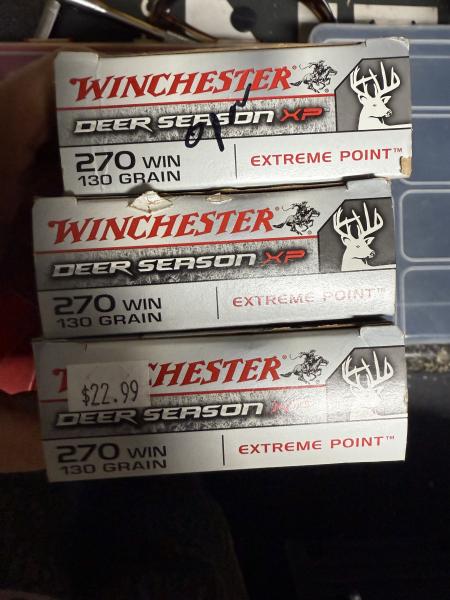 WINCHESTER
DEER SEASON XP
270 WIN
130 GRAIN
EXTREME POINT™
WINCHESTER
DEER SEASON XP
270 WIN
130 GRAIN
EXTREME POINT™
CHESTER
$22.99
DEER SEASON XP
270 WIN
130 GRAIN
EXTREME POINT™